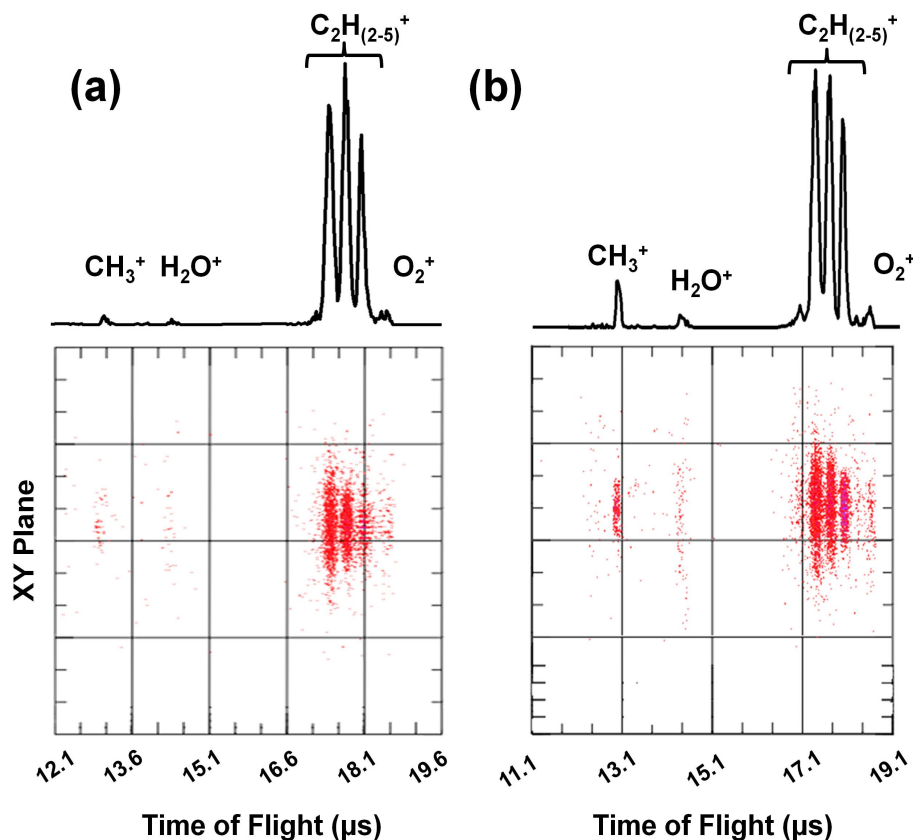 (a)
C₂H₍₂₋₅₎⁺
CH₃⁺ H₂O⁺ O₂⁺
XY Plane
12.1 13.6 15.1 16.6 18.1 19.6
Time of Flight (µs)
(b)
C₂H₍₂₋₅₎⁺
CH₃⁺ H₂O⁺ O₂⁺
11.1 13.1 15.1 17.1 19.1
Time of Flight (µs)